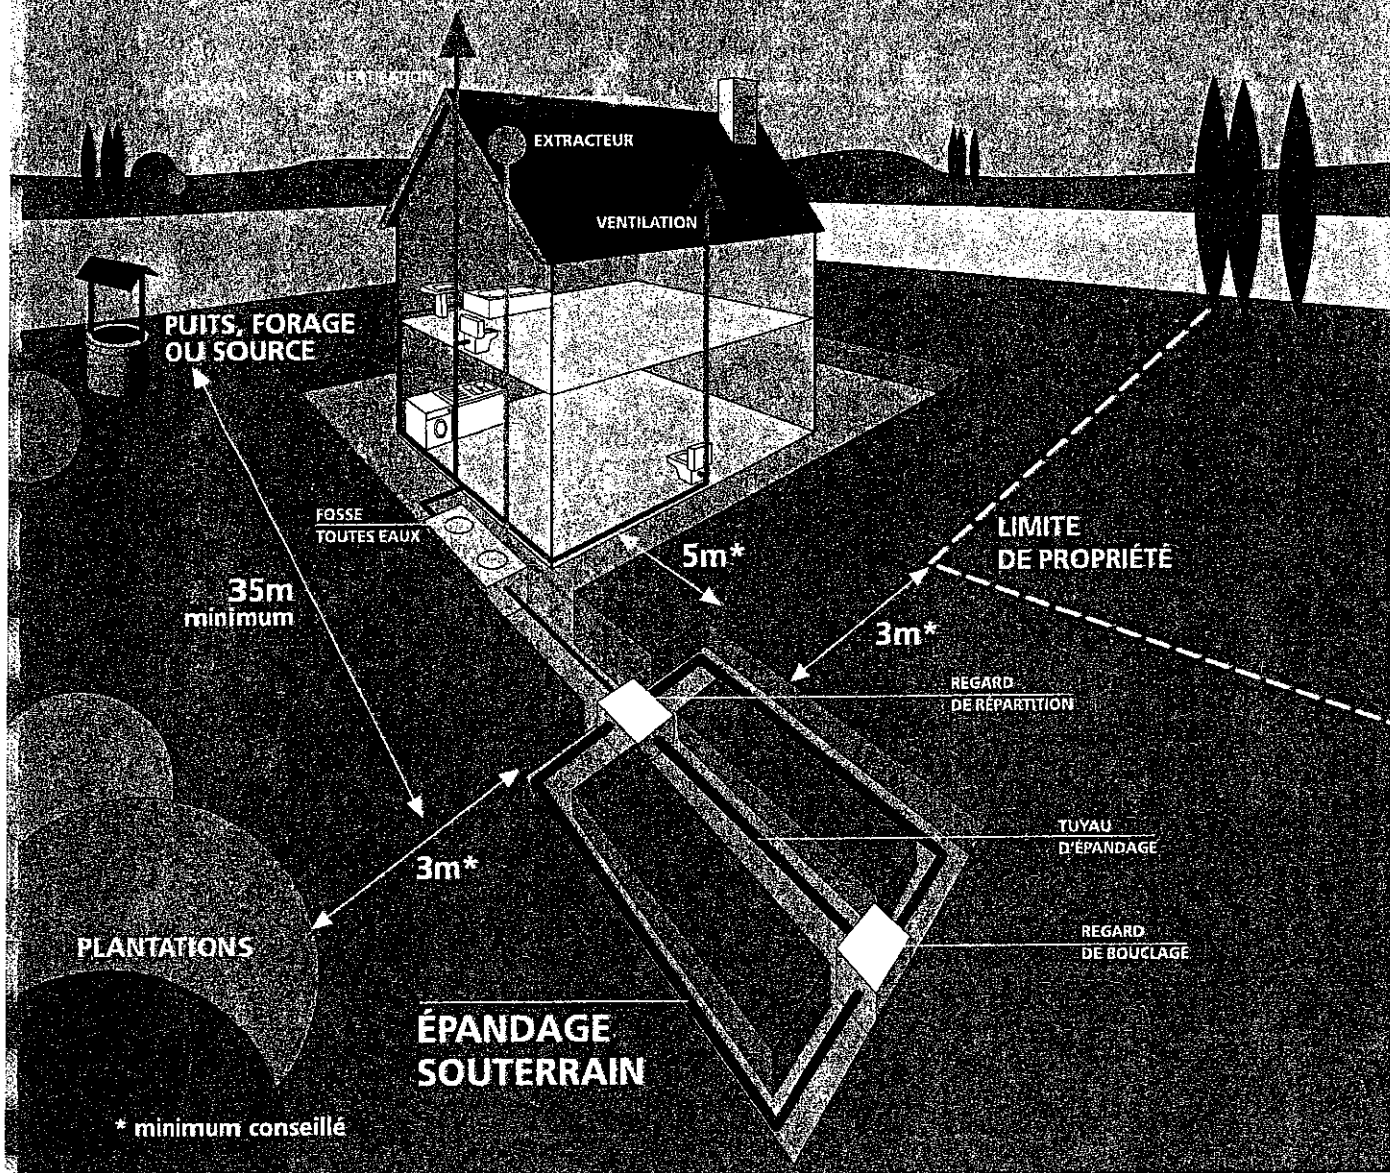 VENTILATION
EXTRACTEUR
VENTILATION
PUITS, FORAGE
OU SOURCE
FOSSE
TOUTES EAUX
5m*
LIMITE
DE PROPRIÉTÉ
35m
minimum
3m*
REGARD
DE RÉPARTITION
TUYAU
D'ÉPANDAGE
3m*
REGARD
DE BOUCLAGE
PLANTATIONS
ÉPANDAGE
SOUTERRAIN
* minimum conseillé